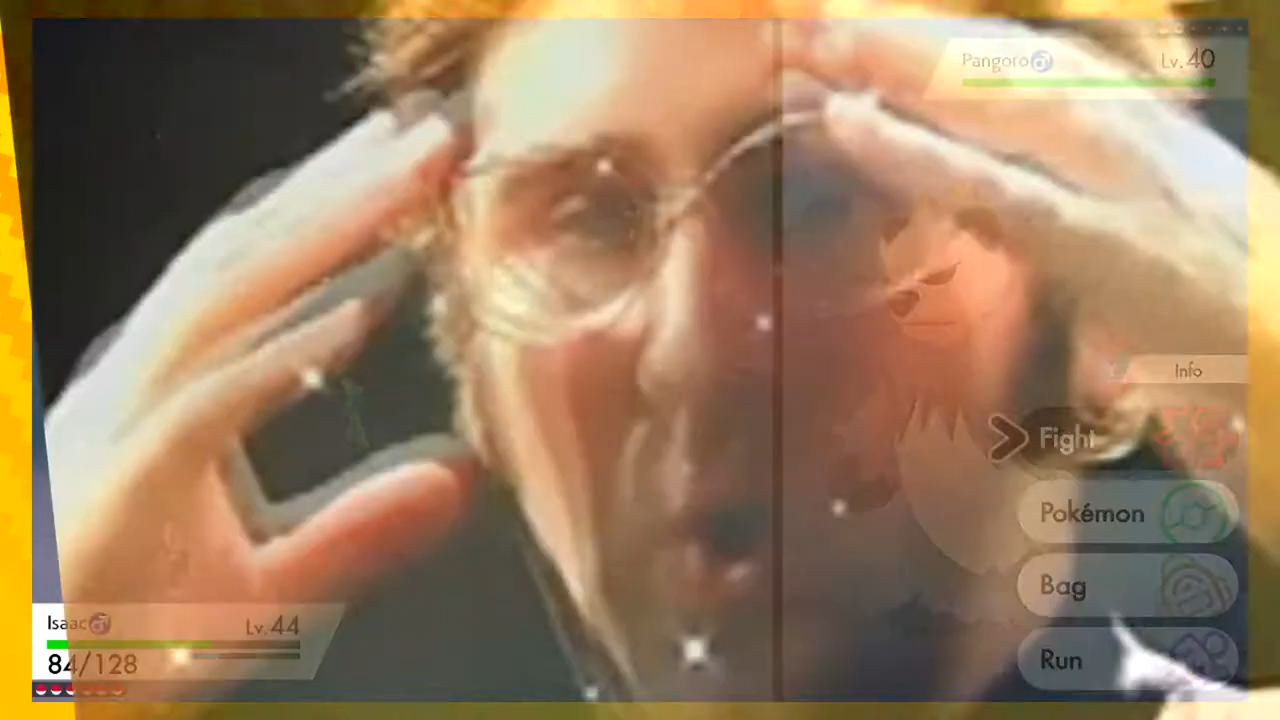 Pangoro♂ Lv. 40
Info
Fight
Pokémon
Bag
Run
Isaac♂ Lv. 44
84/128